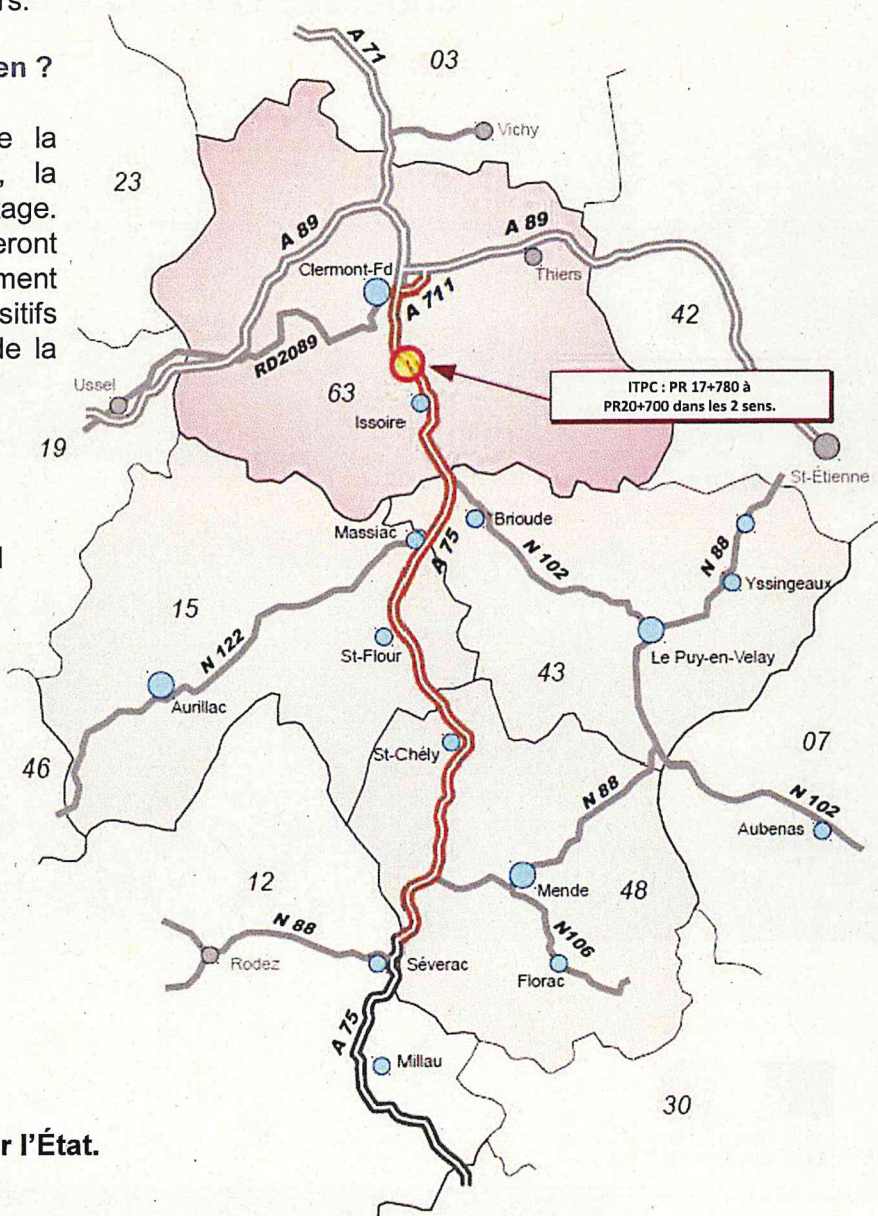 rs.
en ?
e la
, la
tage.
eront
ment
sitifs
de la
r l'État.
A 71
03
Vichy
23
A 89
A 89
Clermont-Fd
Thiers
A 711
42
RD2089
Ussel
63
ITPC : PR 17+780 à
PR20+700 dans les 2 sens.
Issoire
19
St-Étienne
Brioude
Massiac
A 75
N 102
N 88
Yssingeaux
15
N 122
St-Flour
Le Puy-en-Velay
43
Aurillac
07
46
St-Chély
N 88
N 102
Aubenas
12
Mende
48
N 88
N106
Rodez
Séverac
Florac
A 75
Millau
30